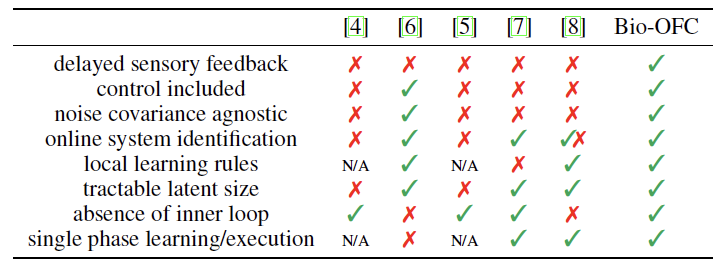 [4] [6] [5] [7] [8] Bio-OFC
delayed sensory feedback ✗ ✗ ✗ ✗ ✗ ✓
control included ✗ ✓ ✗ ✗ ✗ ✓
noise covariance agnostic ✗ ✓ ✗ ✗ ✗ ✓
online system identification ✗ ✓ ✗ ✓ ✓✗ ✓
local learning rules N/A ✓ N/A ✗ ✓ ✓
tractable latent size ✗ ✓ ✗ ✓ ✓ ✓
absence of inner loop ✓ ✗ ✓ ✓ ✗ ✓
single phase learning/execution N/A ✗ N/A ✓ ✓ ✓